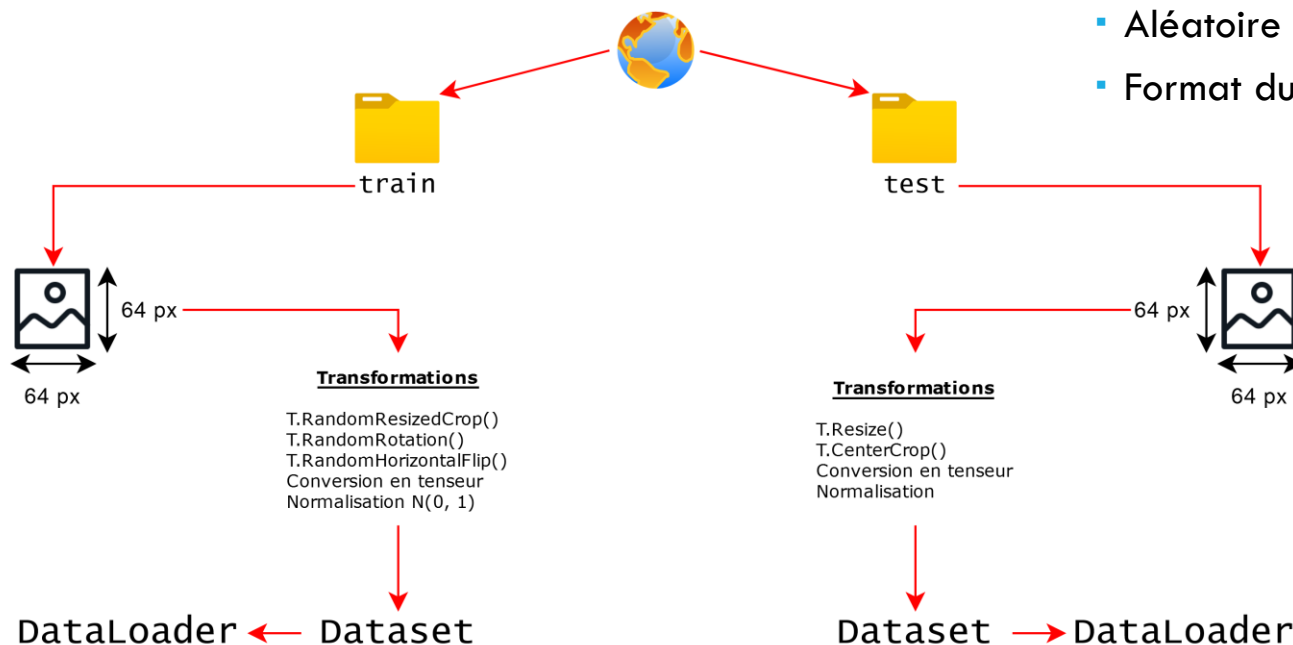 Aléatoire
Format du
train
test
64 px
64 px
Transformations
T.RandomResizedCrop()
T.RandomRotation()
T.RandomHorizontalFlip()
Conversion en tenseur
Normalisation N(0, 1)
DataLoader
Dataset
64 px
64 px
Transformations
T.Resize()
T.CenterCrop()
Conversion en tenseur
Normalisation
Dataset
DataLoader